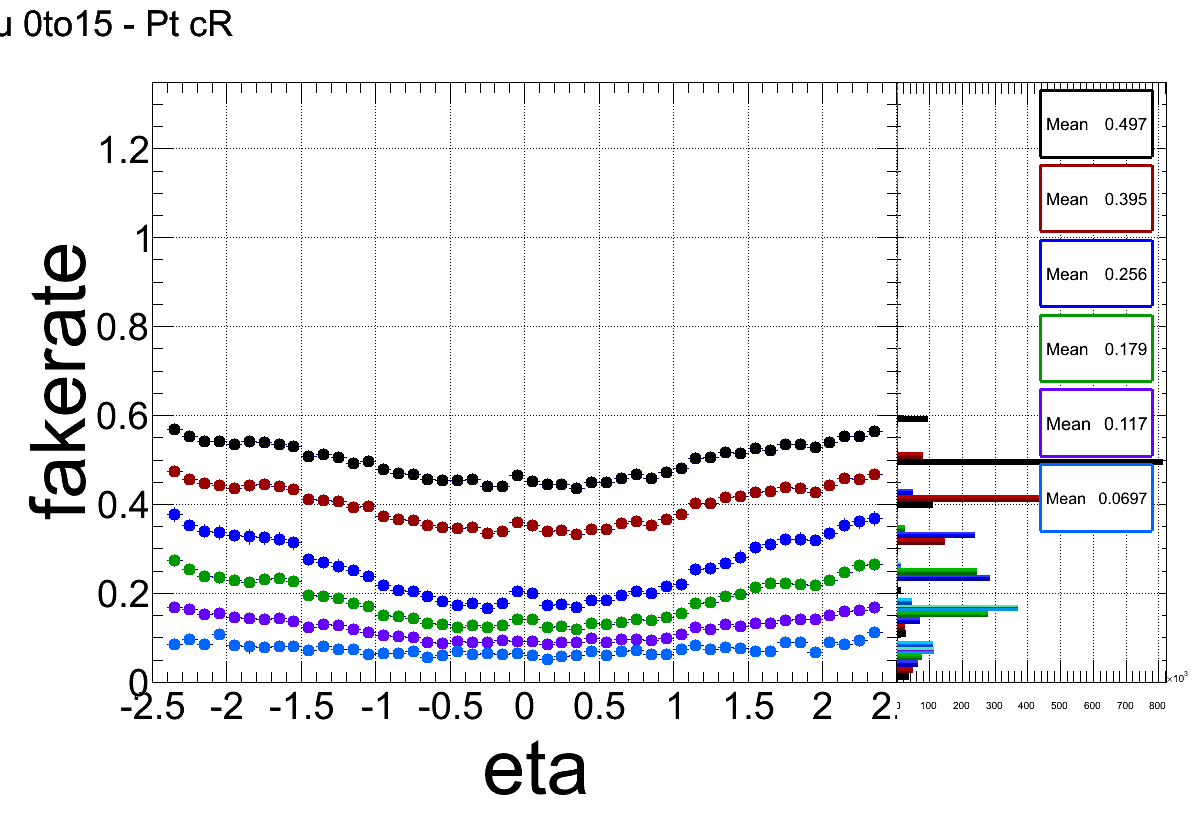 u 0to15 - Pt cR
1.2
1
0.8
0.6
0.4
0.2
0
fakerate
-2.5 -2 -1.5 -1 -0.5 0 0.5 1 1.5 2 2.
eta
Mean 0.497
Mean 0.395
Mean 0.256
Mean 0.179
Mean 0.117
Mean 0.0697
×10³
0 100 200 300 400 500 600 700 800